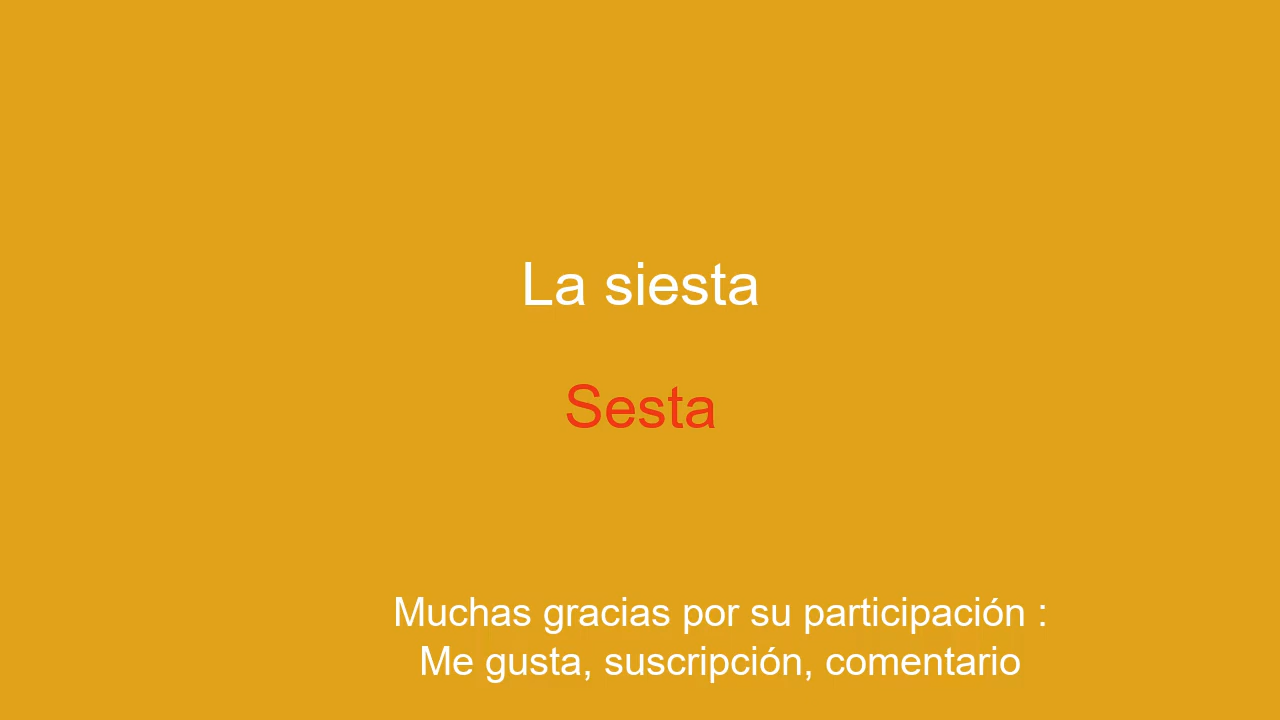 La siesta
Sesta
Muchas gracias por su participación :
Me gusta, suscripción, comentario